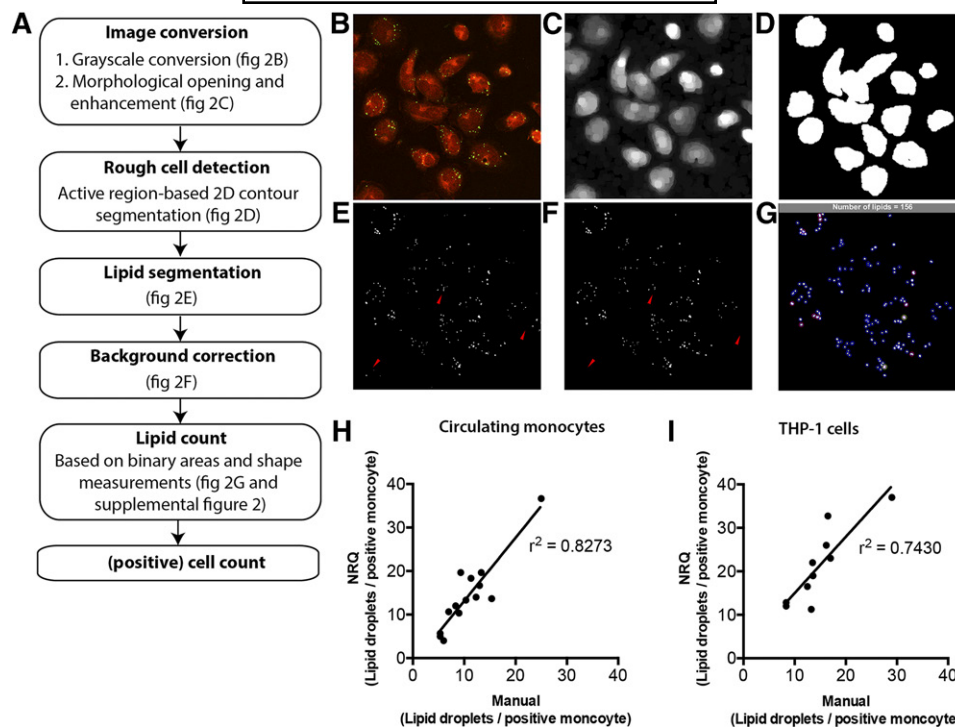 A
Image conversion
1. Grayscale conversion (fig 2B)
2. Morphological opening and
enhancement (fig 2C)
Rough cell detection
Active region-based 2D contour
segmentation (fig 2D)
Lipid segmentation
(fig 2E)
Background correction
(fig 2F)
Lipid count
Based on binary areas and shape
measurements (fig 2G and
supplemental figure 2)
(positive) cell count
B
C
D
E
F
G
Number of lipids = 156
H
Circulating monocytes
NRQ
(Lipid droplets / positive moncoyte)
40
30
20
10
0
r² = 0.8273
0 10 20 30 40
Manual
(Lipid droplets / positive moncoyte)
I
THP-1 cells
NRQ
(Lipid droplets / positive moncoyte)
40
30
20
10
0
r² = 0.7430
0 10 20 30 40
Manual
(Lipid droplets / positive moncoyte